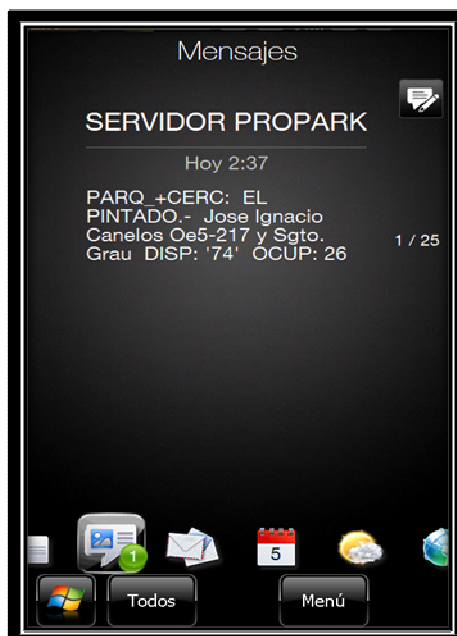 Mensajes
SERVIDOR PROPARK
Hoy 2:37
PARQ_+CERC: EL
PINTADO.- Jose Ignacio
Canelos Oe5-217 y Sgto.
Grau DISP: '74' OCUP: 26
1 / 25
1
5
Todos
Menú